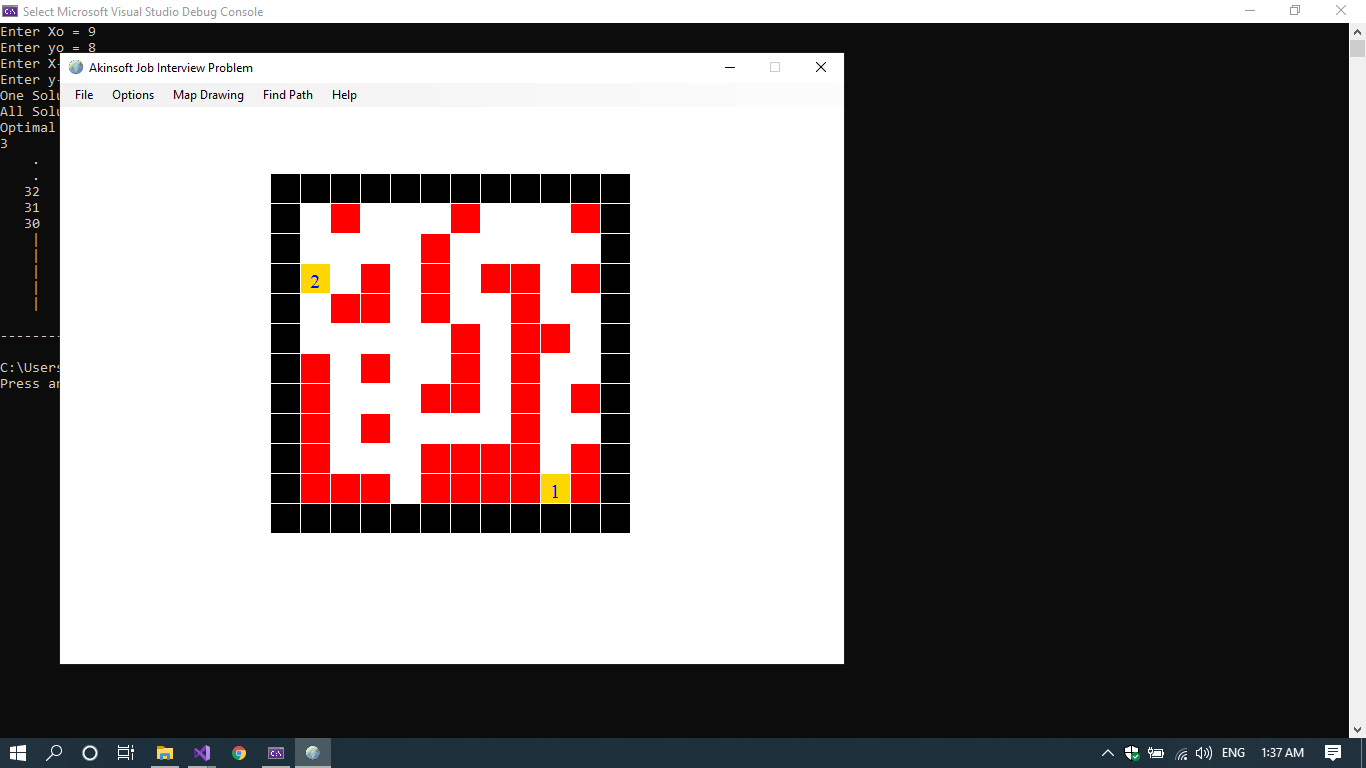 Select Microsoft Visual Studio Debug Console
Enter Xo = 9
Enter yo = 8
Enter X
Enter y
One Solu
All Solu
Optimal
3
.
.
32
31
30
|
|
|
|
|
--------
C:\Users
Press an
Akinsoft Job Interview Problem
File Options Map Drawing Find Path Help
2
1
ENG 1:37 AM